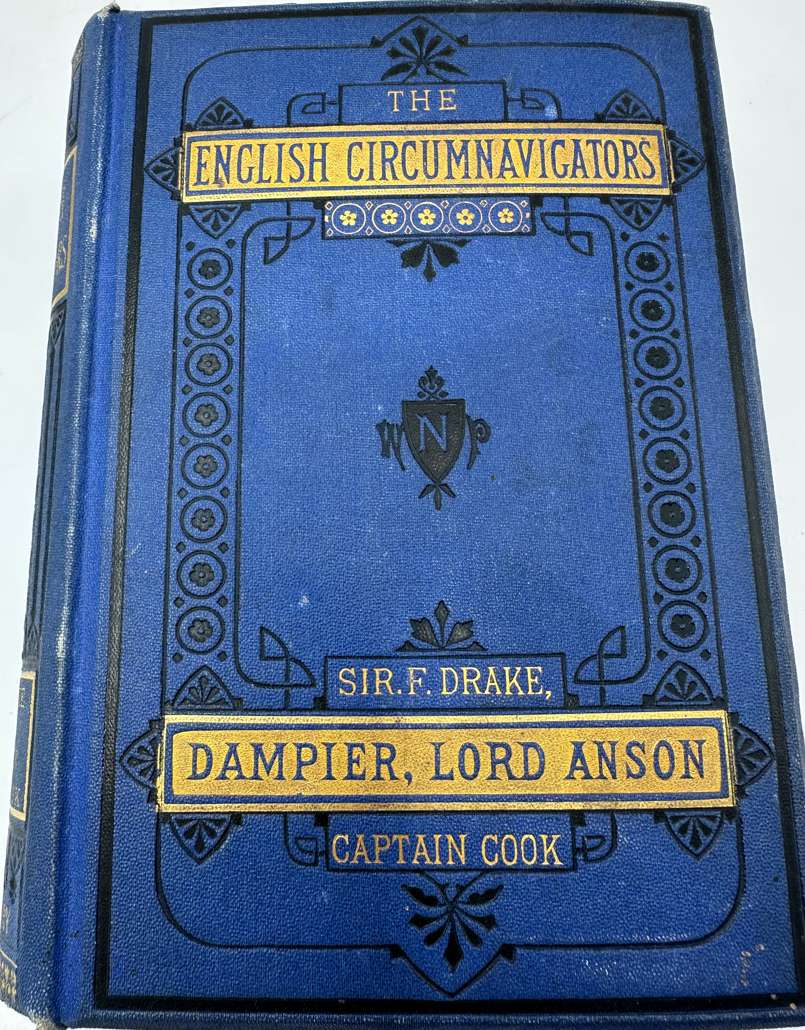 THE
ENGLISH CIRCUMNAVIGATORS
W N P
SIR. F. DRAKE,
DAMPIER, LORD ANSON
CAPTAIN COOK